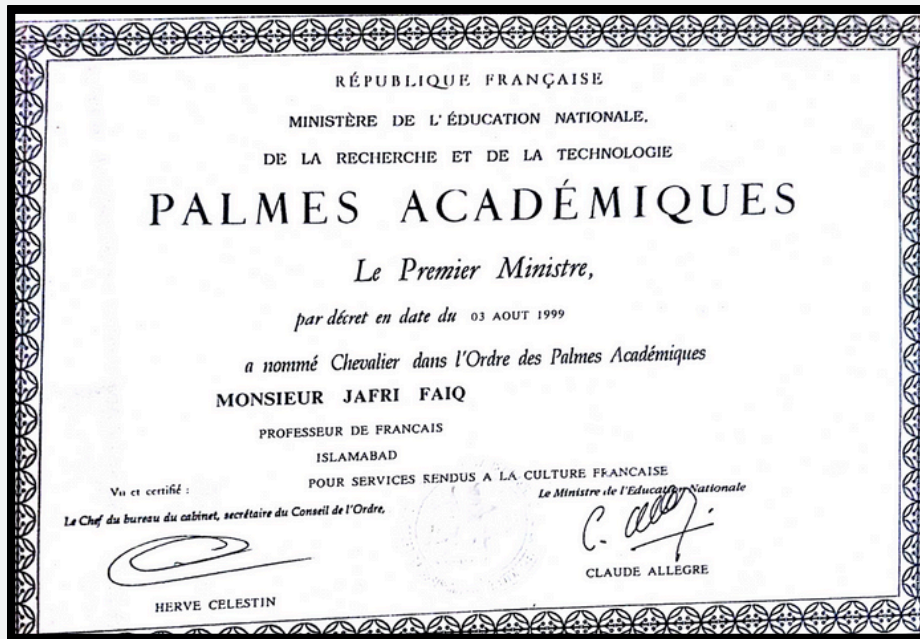 RÉPUBLIQUE FRANÇAISE
MINISTÈRE DE L'ÉDUCATION NATIONALE.
DE LA RECHERCHE ET DE LA TECHNOLOGIE
PALMES ACADÉMIQUES
Le Premier Ministre,
par décret en date du 03 AOUT 1999
a nommé Chevalier dans l'Ordre des Palmes Académiques
MONSIEUR JAFRI FAIQ
PROFESSEUR DE FRANCAIS
ISLAMABAD
POUR SERVICES RENDUS A LA CULTURE FRANCAISE
Vu et certifié :
Le Chef du bureau du cabinet, secrétaire du Conseil de l'Ordre,
HERVE CELESTIN
Le Ministre de l'Education Nationale
CLAUDE ALLEGRE